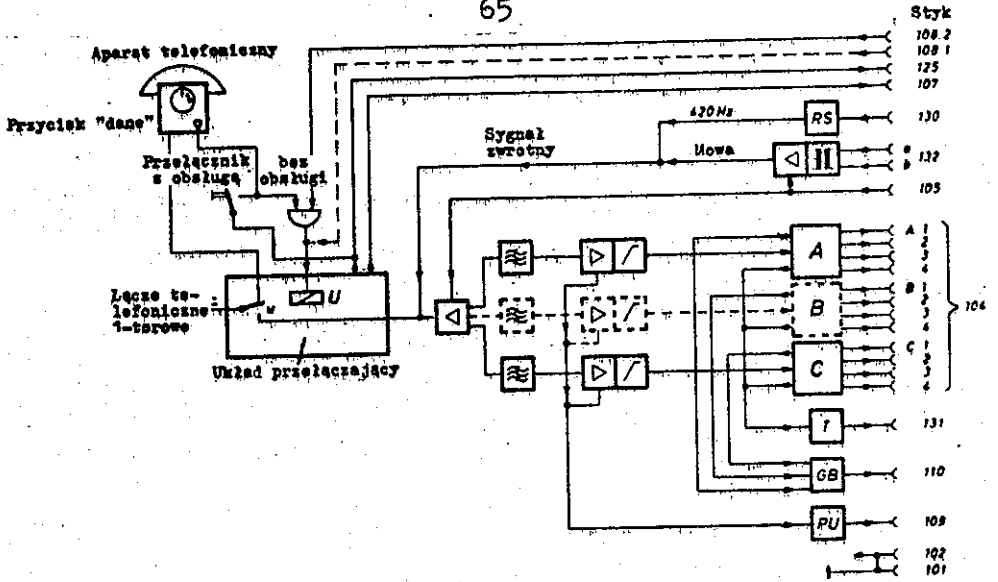 65
Styk
Aparat telefoniczny
108.2
108.1
125
107
Przycisk "dane"
420 Hz
RS
130
Sygnał
zwrotny
Mowa
a
b
132
Przełącznik
z obsługą
bez
obsługi
105
A
A 1
2
3
4
U
B
B 1
2
3
4
104
Łącze te-
lefoniczne
1-torowe
w
C
C 1
2
3
4
Układ przełączający
T
131
GB
110
PU
109
102
101